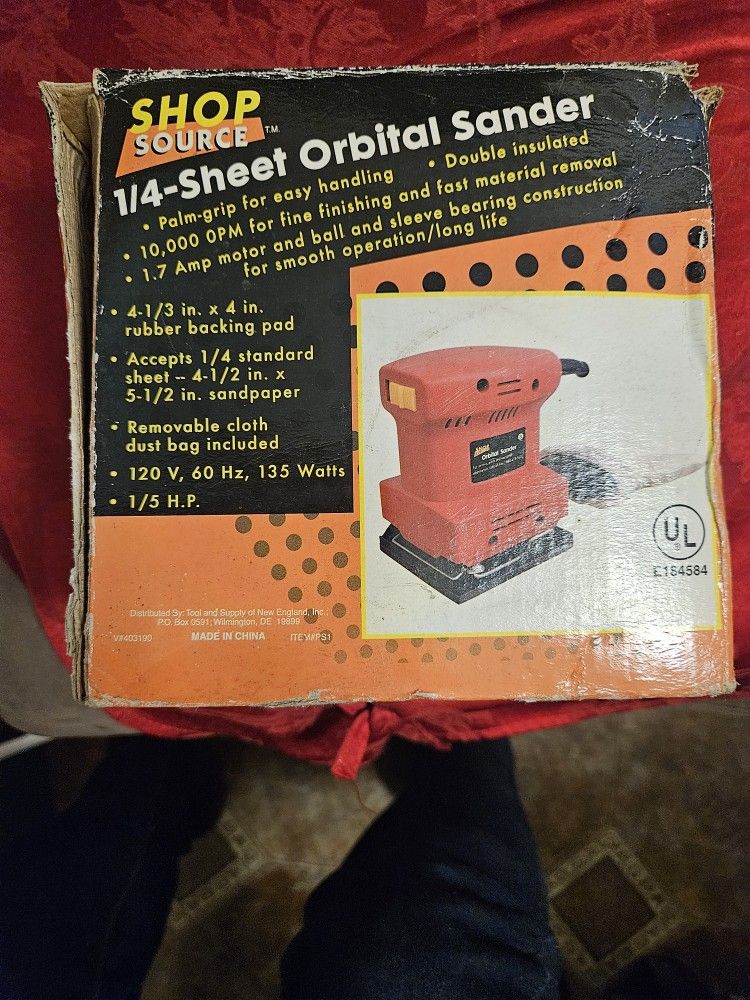 SHOP
SOURCE T.M.
1/4-Sheet Orbital Sander
• Palm-grip for easy handling • Double insulated
• 10,000 OPM for fine finishing and fast material removal
• 1.7 Amp motor and ball and sleeve bearing construction
for smooth operation/long life
• 4-1/3 in. x 4 in.
rubber backing pad
• Accepts 1/4 standard
sheet -- 4-1/2 in. x
5-1/2 in. sandpaper
• Removable cloth
dust bag included
• 120 V, 60 Hz, 135 Watts
• 1/5 H.P.
SHOP
SOURCE
Orbital Sander
UL
E184584
Distributed By: Tool and Supply of New England, Inc.,
P.O. Box 0591, Wilmington, DE 19899
V#403190 MADE IN CHINA ITEM#PS1